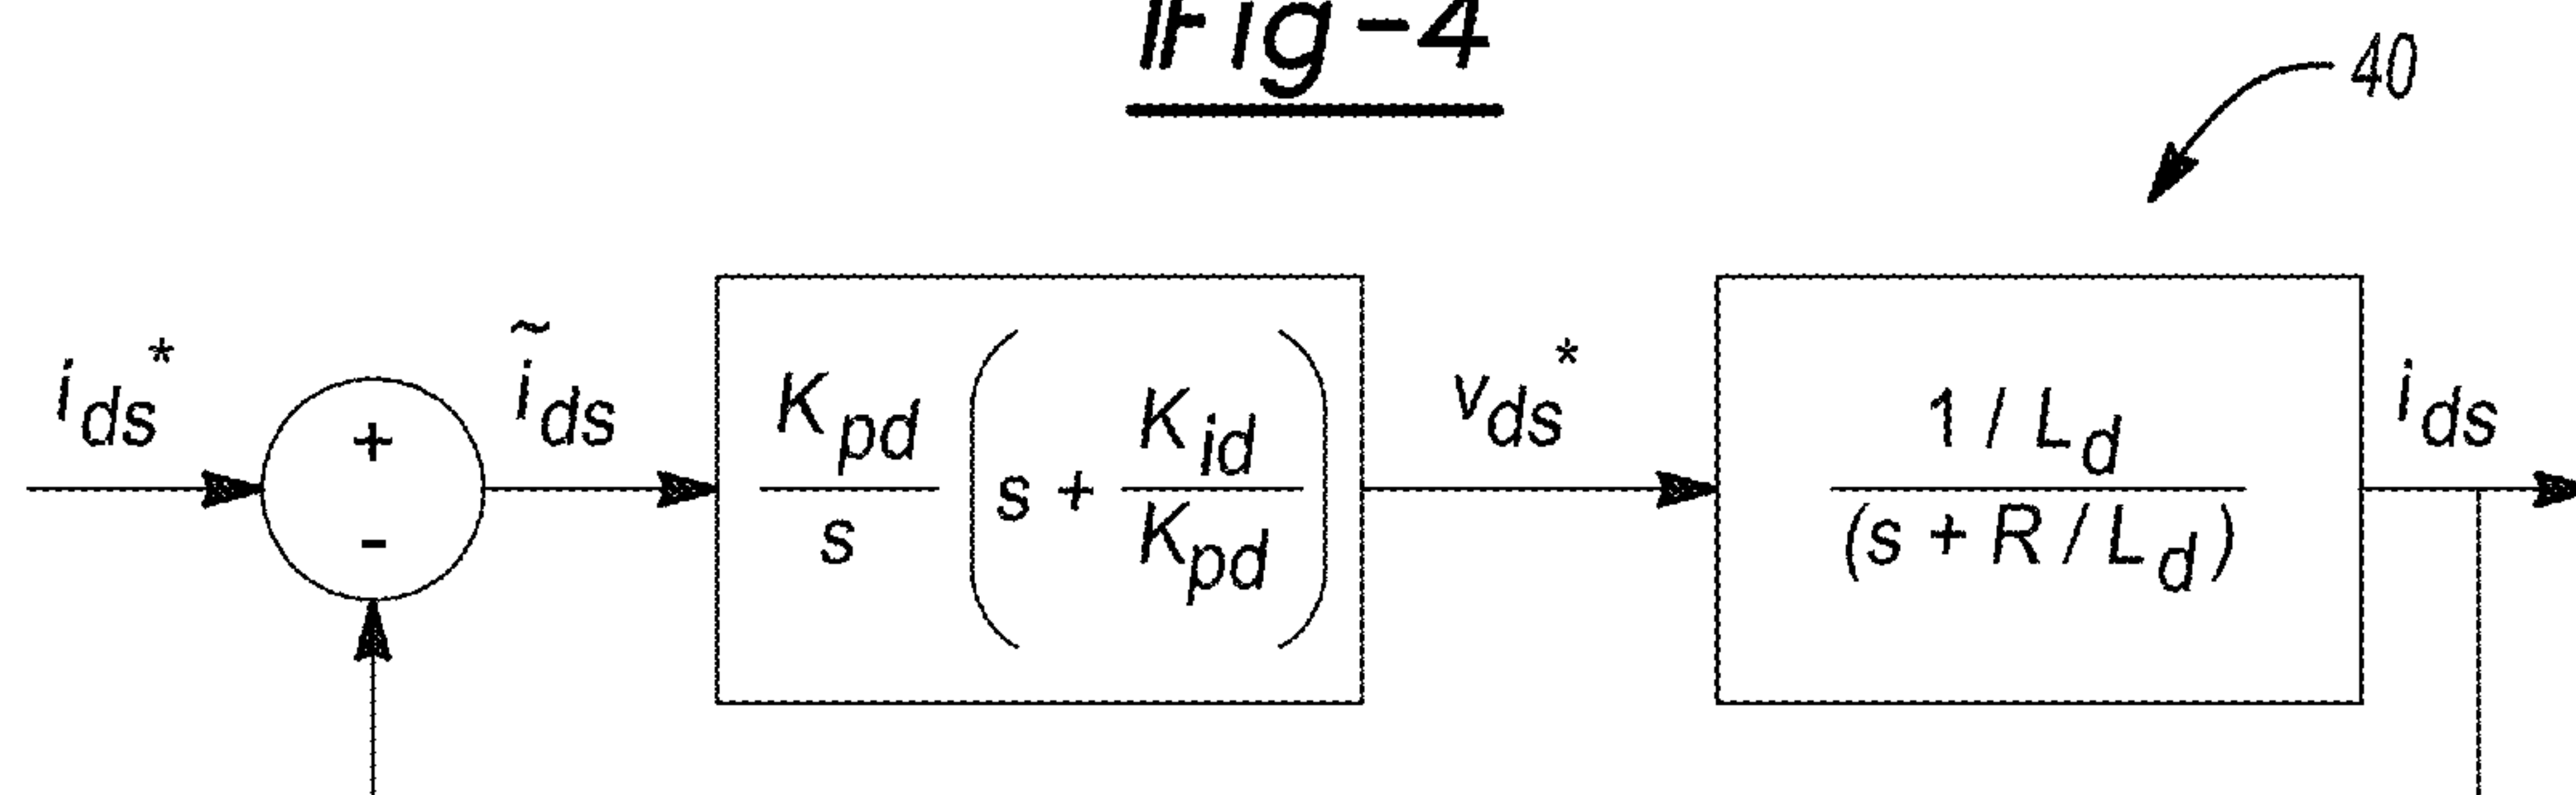 Fig-4
40
i_ds*
+
-
ĩ_ds
K_pd / s ( s + K_id / K_pd )
v_ds*
1 / L_d
(s + R / L_d)
i_ds